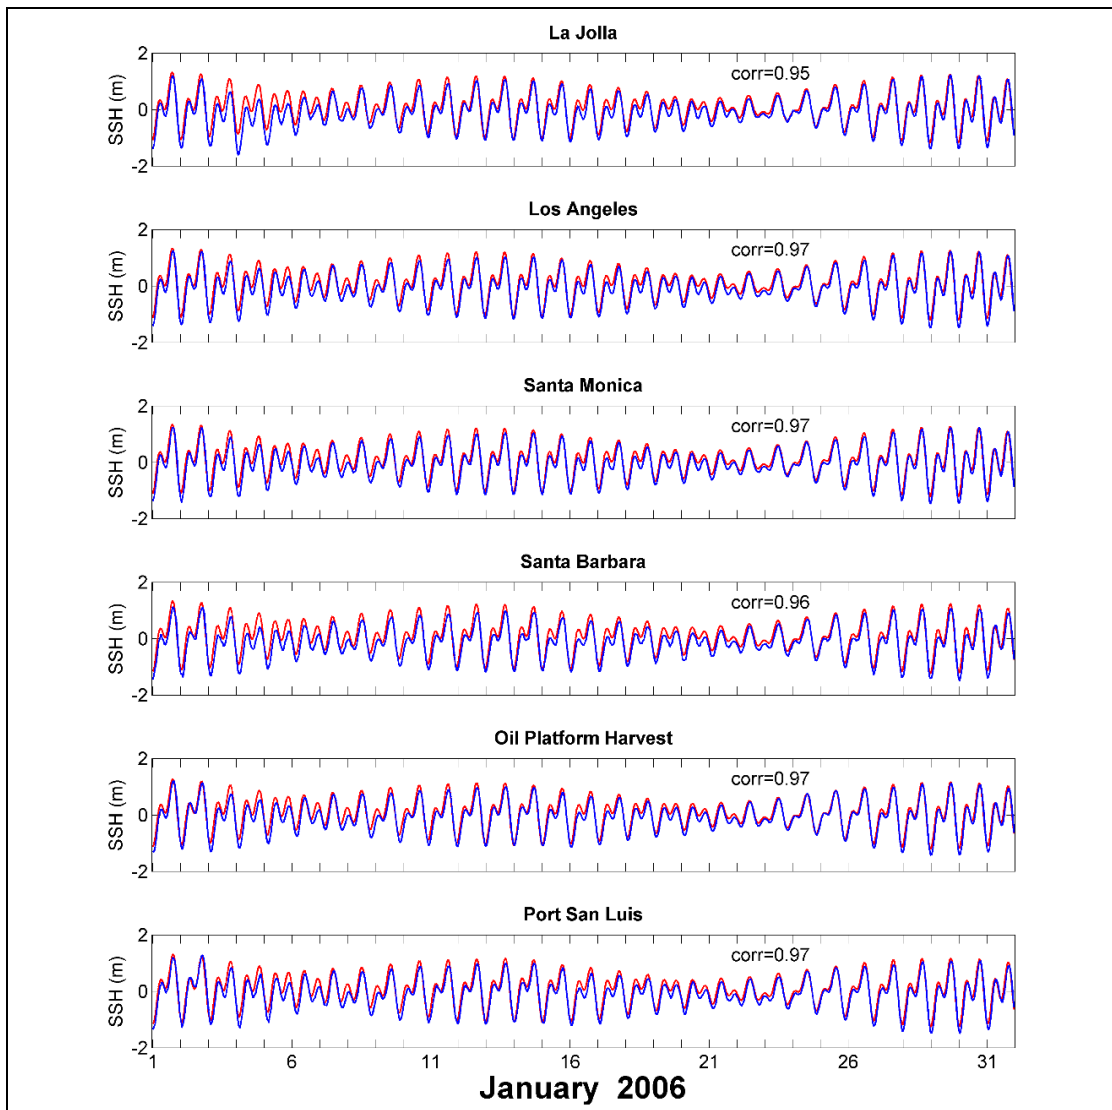 La Jolla
2
corr=0.95
SSH (m)
0
-2
Los Angeles
2
corr=0.97
SSH (m)
0
-2
Santa Monica
2
corr=0.97
SSH (m)
0
-2
Santa Barbara
2
corr=0.96
SSH (m)
0
-2
Oil Platform Harvest
2
corr=0.97
SSH (m)
0
-2
Port San Luis
2
corr=0.97
SSH (m)
0
-2
1 6 11 16 21 26 31
January 2006